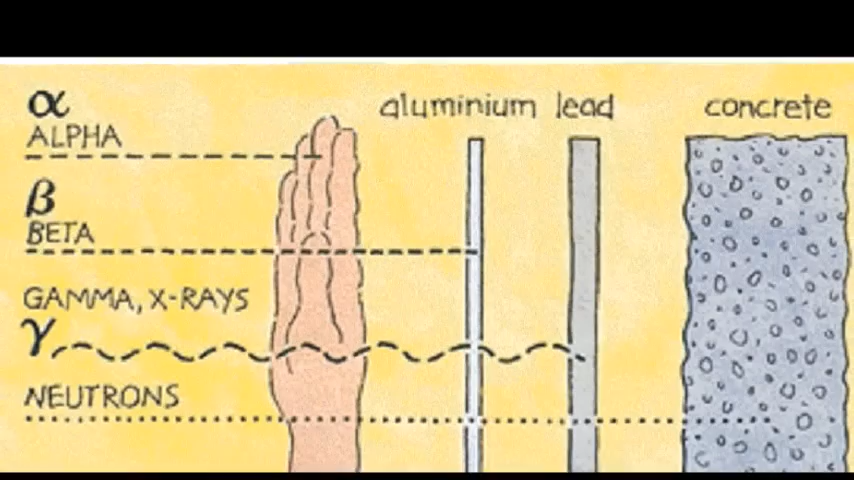 α
ALPHA
aluminium lead concrete
β
BETA
GAMMA, X-RAYS
γ
NEUTRONS